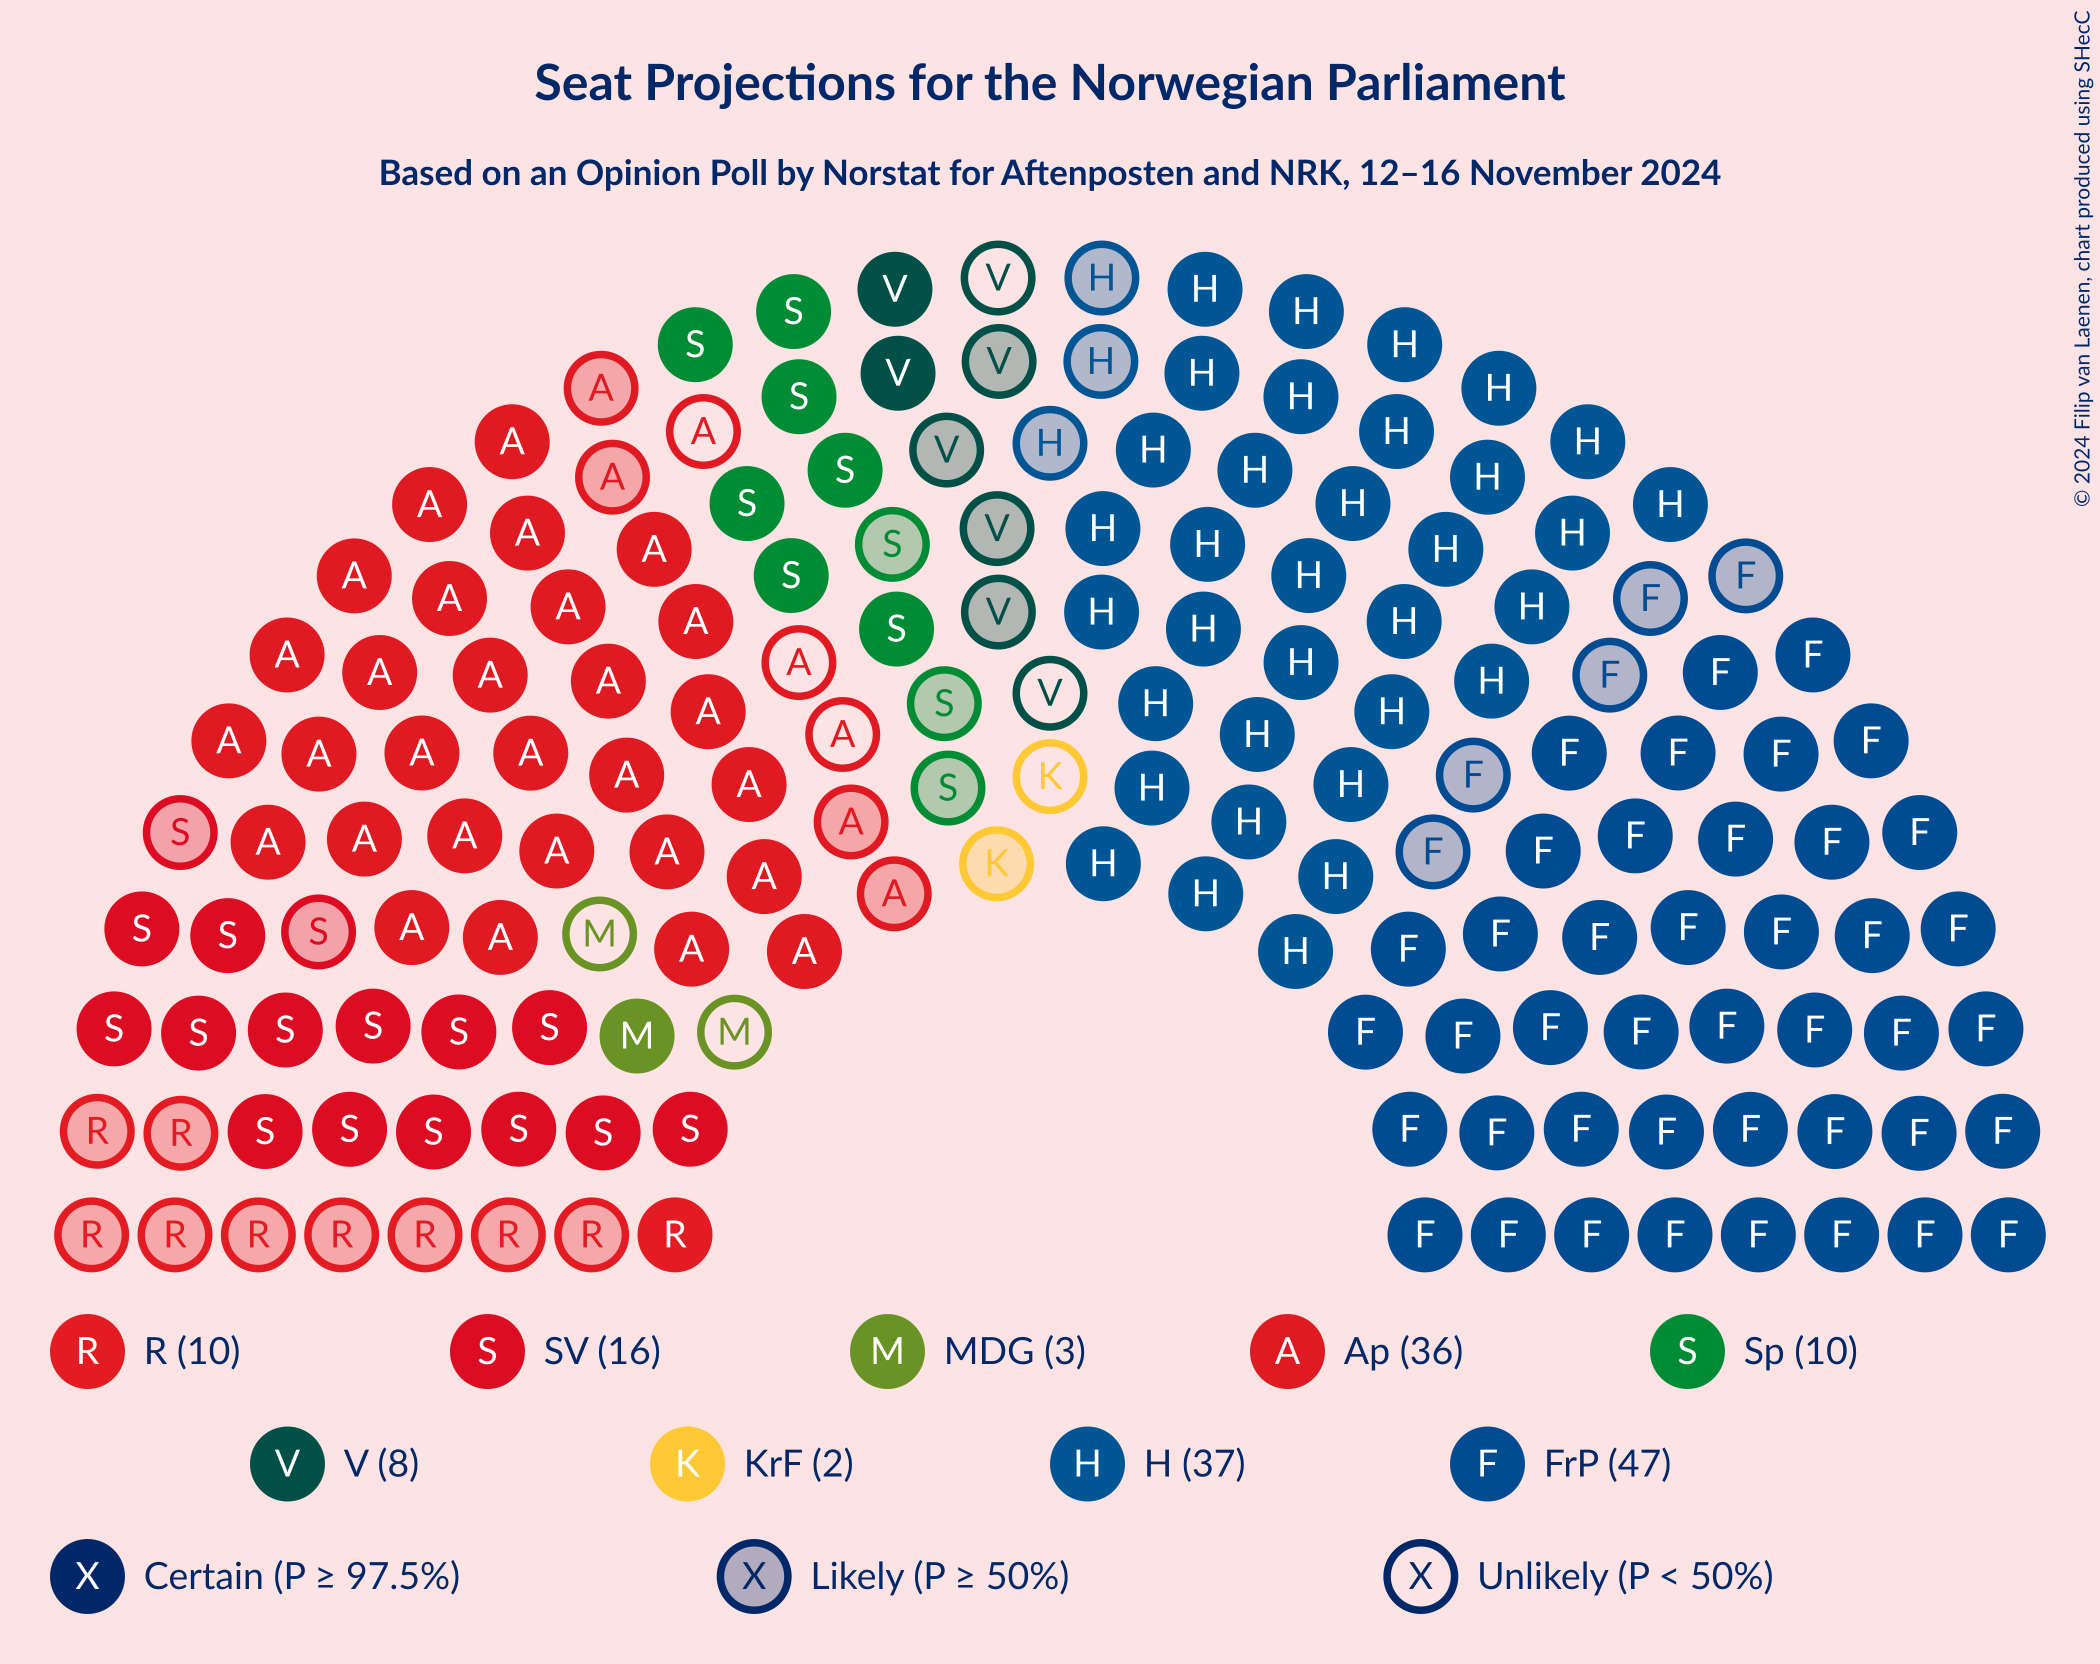 Seat Projections for the Norwegian Parliament
Based on an Opinion Poll by Norstat for Aftenposten and NRK, 12–16 November 2024
© 2024 Filip van Laenen, chart produced using SHecC
V V H H
S H
S V V H H H
A S H H
A A V H H H H
A S H H
A S H H
A A S V H H H H
A S H F
A A A S V H H H H F
A A A A A A S V H H H H F F F
A A A A A A A S K H H H F F F F F
S A A A A A A A K H H H F F F F F F
S S S A A M A A A H H F F F F F F F
S S S S S S M M F F F F F F F F
R R S S S S S S F F F F F F F F
R R R R R R R R F F F F F F F F
R R (10) S SV (16) M MDG (3) A Ap (36) S Sp (10)
V V (8) K KrF (2) H H (37) F FrP (47)
X Certain (P ≥ 97.5%) X Likely (P ≥ 50%) X Unlikely (P < 50%)